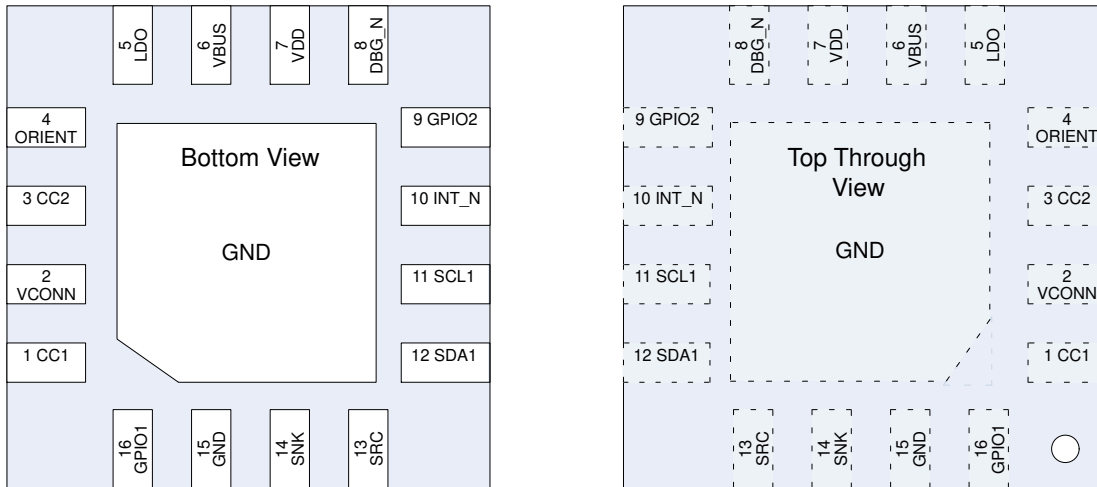 5
LDO
6
VBUS
7
VDD
8
DBG_N
4
ORIENT
3 CC2
2
VCONN
1 CC1
Bottom View
GND
9 GPIO2
10 INT_N
11 SCL1
12 SDA1
16
GPIO1
15
GND
14
SNK
13
SRC
8
DBG_N
7
VDD
6
VBUS
5
LDO
9 GPIO2
10 INT_N
11 SCL1
12 SDA1
Top Through
View
GND
4
ORIENT
3 CC2
2
VCONN
1 CC1
13
SRC
14
SNK
15
GND
16
GPIO1